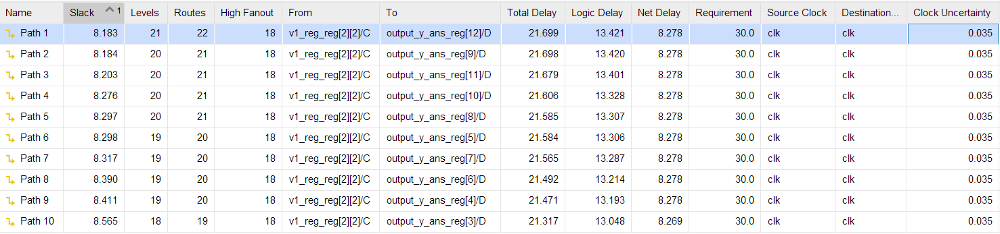 Name Slack 1 Levels Routes High Fanout From To Total Delay Logic Delay Net Delay Requirement Source Clock Destination... Clock Uncertainty
Path 1 8.183 21 22 18 v1_reg_reg[2][2]/C output_y_ans_reg[12]/D 21.699 13.421 8.278 30.0 clk clk 0.035
Path 2 8.184 20 21 18 v1_reg_reg[2][2]/C output_y_ans_reg[9]/D 21.698 13.420 8.278 30.0 clk clk 0.035
Path 3 8.203 20 21 18 v1_reg_reg[2][2]/C output_y_ans_reg[11]/D 21.679 13.401 8.278 30.0 clk clk 0.035
Path 4 8.276 20 21 18 v1_reg_reg[2][2]/C output_y_ans_reg[10]/D 21.606 13.328 8.278 30.0 clk clk 0.035
Path 5 8.297 20 21 18 v1_reg_reg[2][2]/C output_y_ans_reg[8]/D 21.585 13.307 8.278 30.0 clk clk 0.035
Path 6 8.298 19 20 18 v1_reg_reg[2][2]/C output_y_ans_reg[5]/D 21.584 13.306 8.278 30.0 clk clk 0.035
Path 7 8.317 19 20 18 v1_reg_reg[2][2]/C output_y_ans_reg[7]/D 21.565 13.287 8.278 30.0 clk clk 0.035
Path 8 8.390 19 20 18 v1_reg_reg[2][2]/C output_y_ans_reg[6]/D 21.492 13.214 8.278 30.0 clk clk 0.035
Path 9 8.411 19 20 18 v1_reg_reg[2][2]/C output_y_ans_reg[4]/D 21.471 13.193 8.278 30.0 clk clk 0.035
Path 10 8.565 18 19 18 v1_reg_reg[2][2]/C output_y_ans_reg[3]/D 21.317 13.048 8.269 30.0 clk clk 0.035